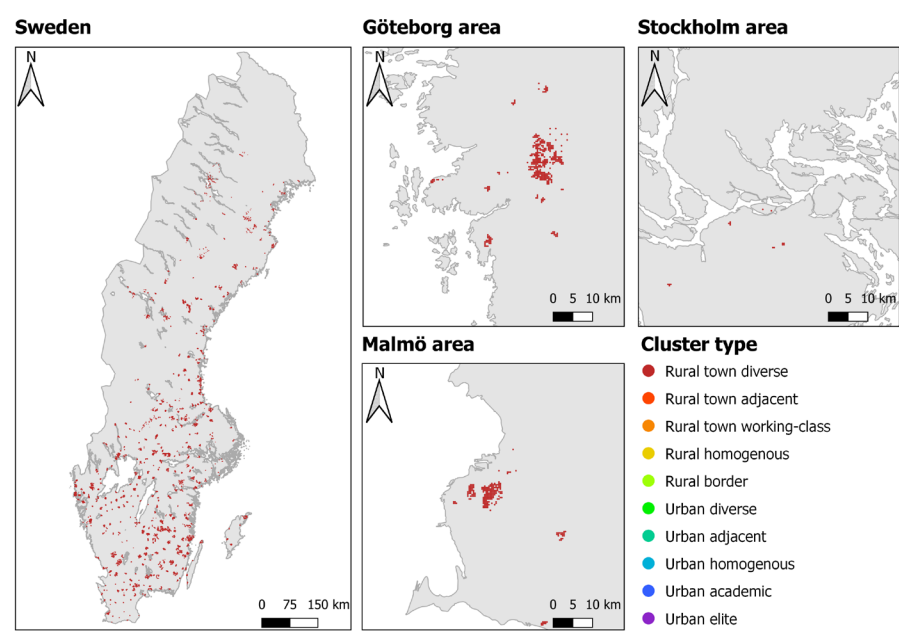 Sweden
Göteborg area
Stockholm area
N
N
N
0 5 10 km
0 5 10 km
Malmö area
Cluster type
N
Rural town diverse
Rural town adjacent
Rural town working-class
Rural homogenous
Rural border
Urban diverse
Urban adjacent
Urban homogenous
Urban academic
Urban elite
0 75 150 km
0 5 10 km